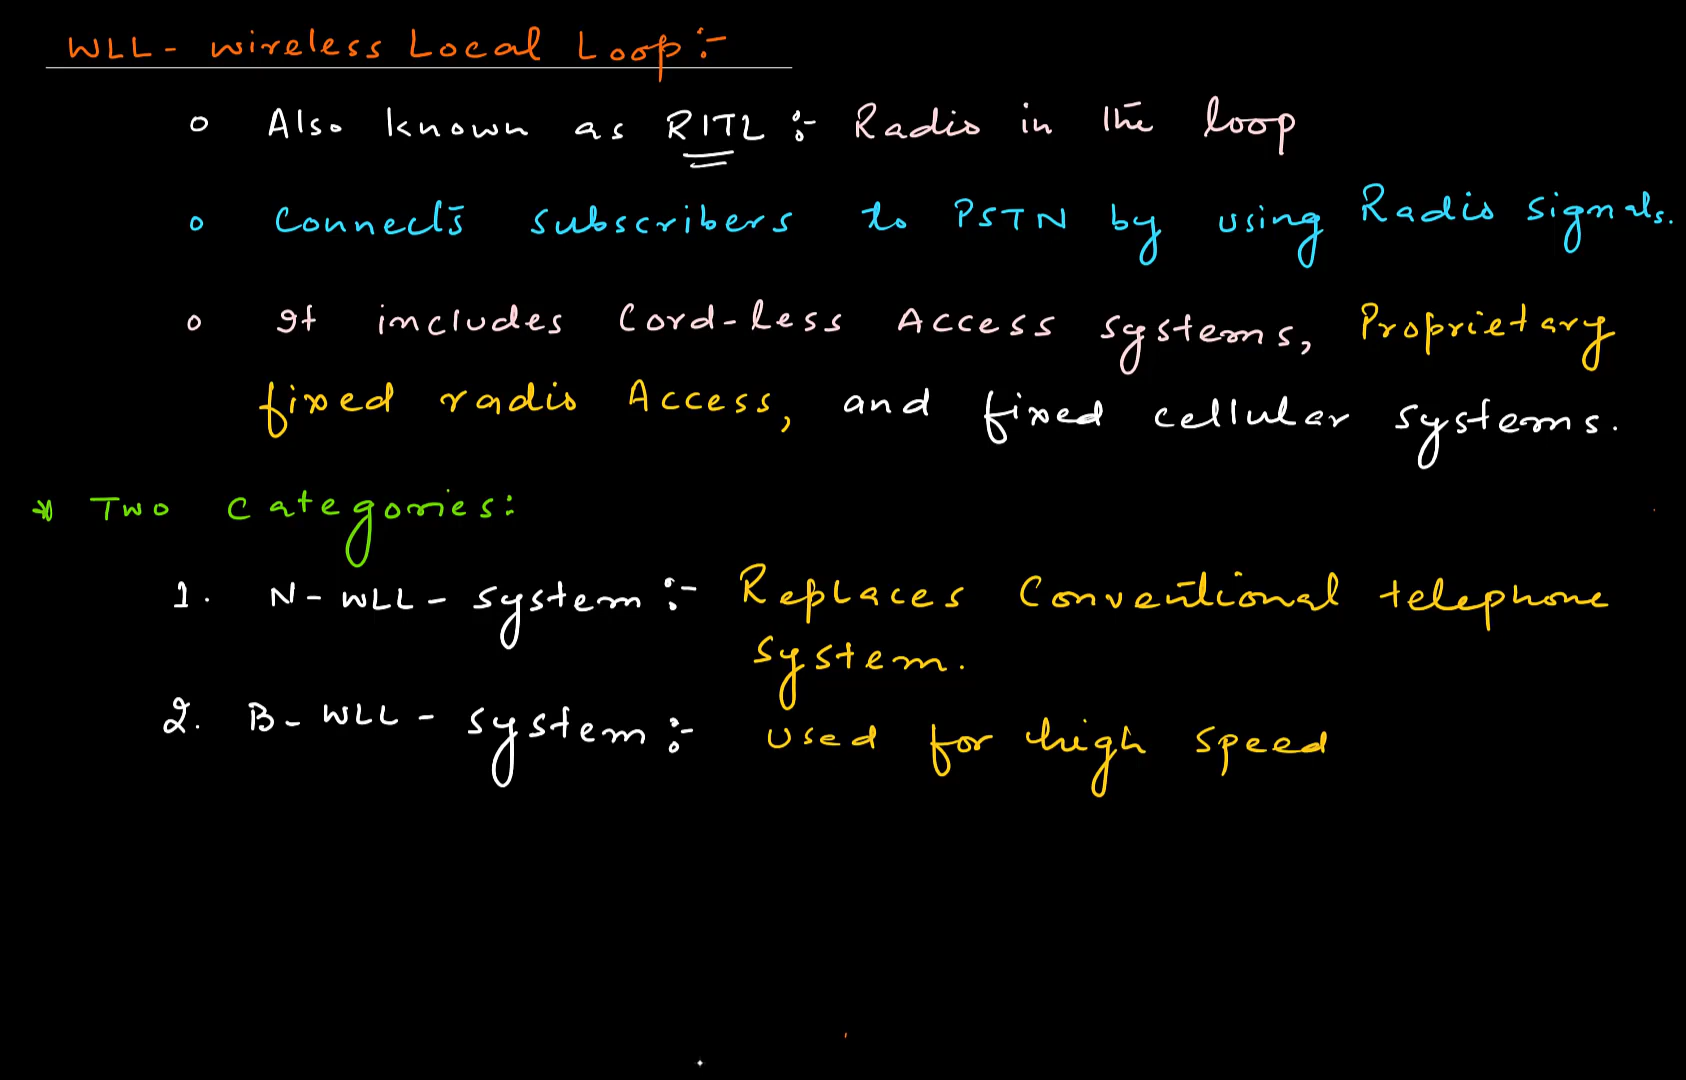 WLL - wireless Local Loop :-
o Also known as RITL :- Radio in the loop
o Connects subscribers to PSTN by using Radio signals.
o It includes Cord-less Access systems, Proprietary
fixed radio Access, and fixed cellular systems.
* Two categories:
1. N-WLL-system :- Replaces Conventional telephone
system.
2. B-WLL-system :- used for high speed